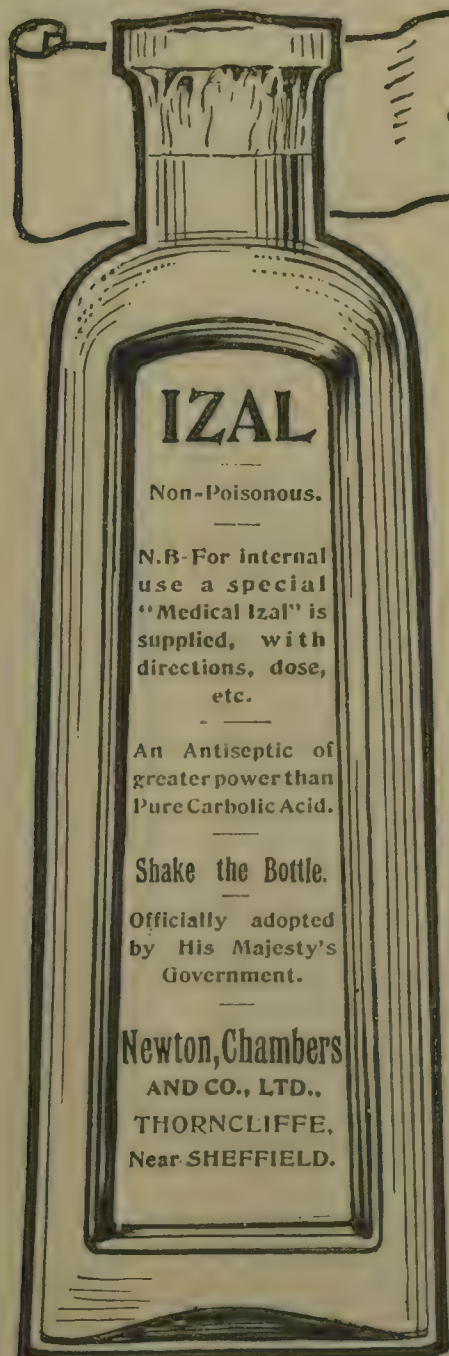 IZAL
Non-Poisonous.
N.B-For internal
use a special
"Medical Izal" is
supplied, with
directions, dose,
etc.
An Antiseptic of
greater power than
Pure Carbolic Acid.
Shake the Bottle.
Officially adopted
by His Majesty's
Government.
Newton, Chambers
AND CO., LTD.,
THORNCLIFFE,
Near SHEFFIELD.